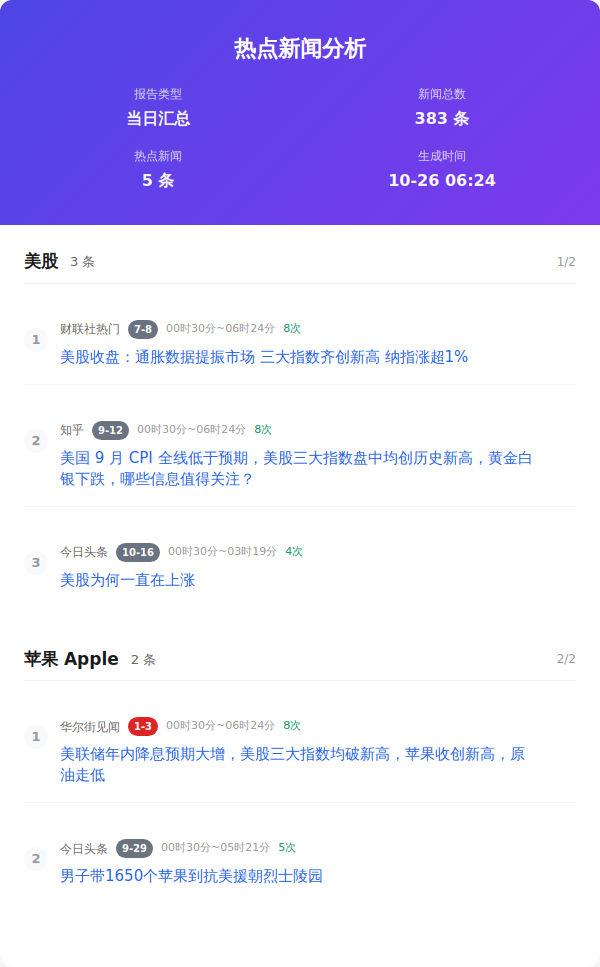 热点新闻分析
报告类型
新闻总数
当日汇总
383 条
热点新闻
生成时间
5 条
10-26 06:24
美股 3 条 1/2
1 财联社热门 7-8 00时30分~06时24分 8次
美股收盘：通胀数据提振市场 三大指数齐创新高 纳指涨超1%
2 知乎 9-12 00时30分~06时24分 8次
美国 9 月 CPI 全线低于预期，美股三大指数盘中均创历史新高，黄金白
银下跌，哪些信息值得关注？
3 今日头条 10-16 00时30分~03时19分 4次
美股为何一直在上涨
苹果 Apple 2 条 2/2
1 华尔街见闻 1-3 00时30分~06时24分 8次
美联储年内降息预期大增，美股三大指数均破新高，苹果收创新高，原
油走低
2 今日头条 9-29 00时30分~05时21分 5次
男子带1650个苹果到抗美援朝烈士陵园